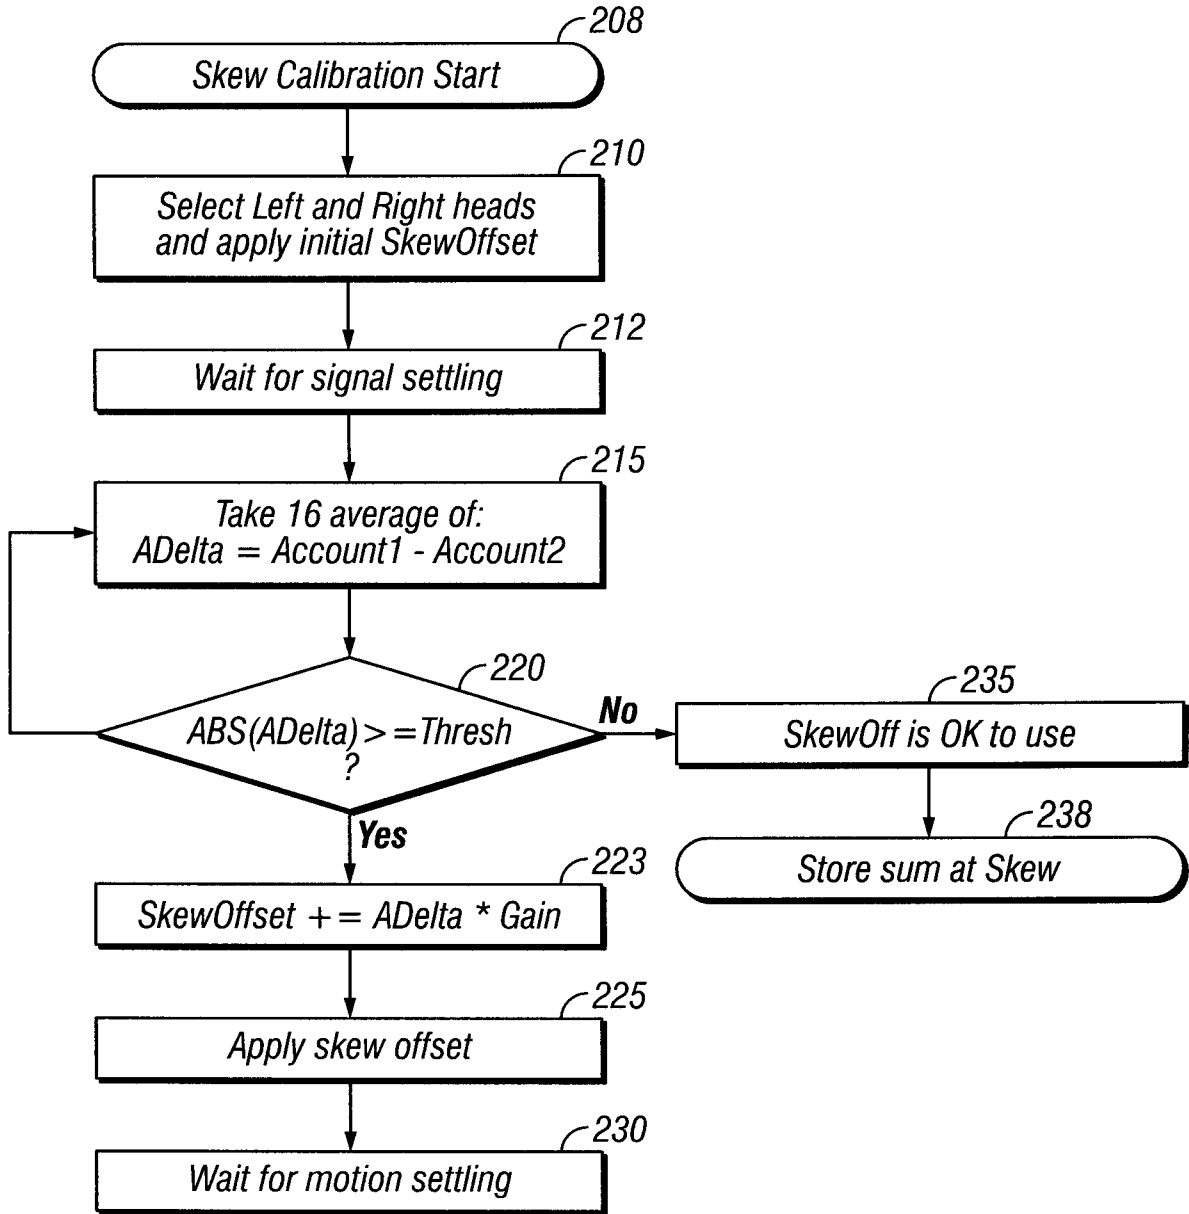 208
Skew Calibration Start
210
Select Left and Right heads
and apply initial SkewOffset
212
Wait for signal settling
215
Take 16 average of:
ADelta = Account1 - Account2
220
ABS(ADelta) > =Thresh
?
No
235
SkewOff is OK to use
238
Store sum at Skew
Yes
223
SkewOffset + = ADelta * Gain
225
Apply skew offset
230
Wait for motion settling